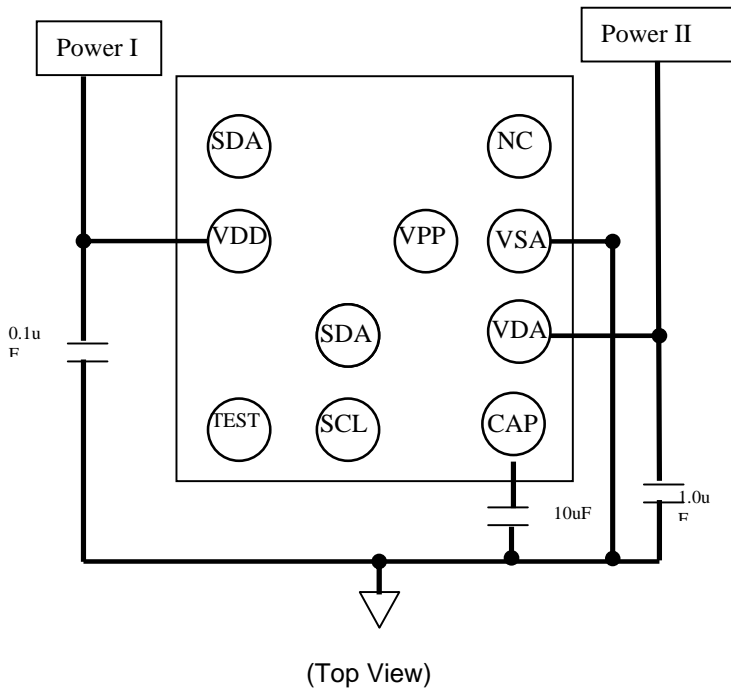 Power I
Power II
SDA
NC
VDD
VPP
VSA
0.1u
F
SDA
VDA
TEST
SCL
CAP
10uF
1.0u
F
(Top View)